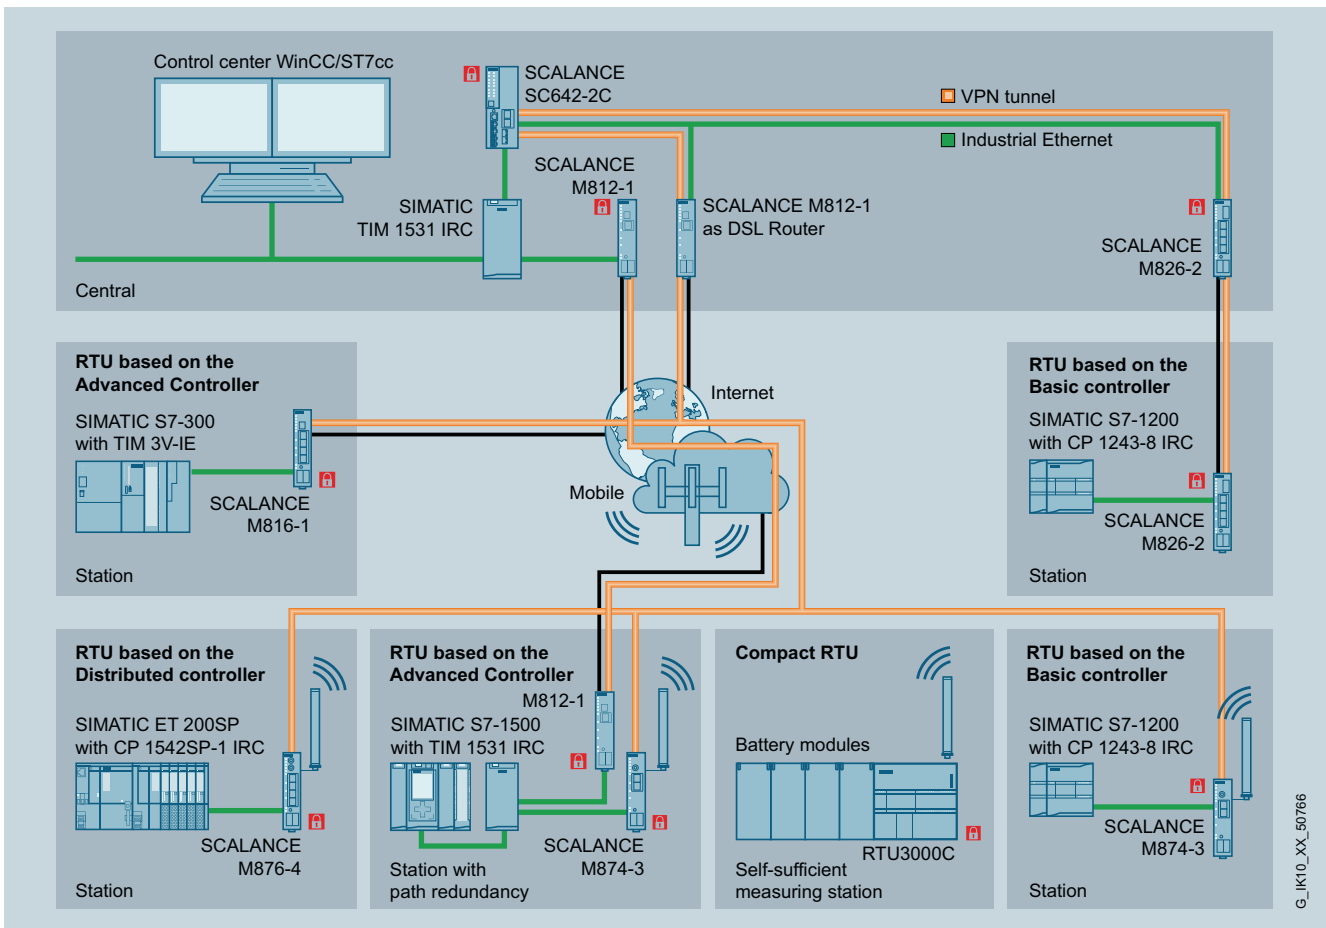 Control center WinCC/ST7cc
SCALANCE
SC642-2C
VPN tunnel
Industrial Ethernet
SCALANCE
M812-1
SIMATIC
TIM 1531 IRC
SCALANCE M812-1
as DSL Router
SCALANCE
M826-2
Central
RTU based on the
Advanced Controller
SIMATIC S7-300
with TIM 3V-IE
SCALANCE
M816-1
Station
Internet
Mobile
RTU based on the
Basic controller
SIMATIC S7-1200
with CP 1243-8 IRC
SCALANCE
M826-2
Station
RTU based on the
Distributed controller
SIMATIC ET 200SP
with CP 1542SP-1 IRC
SCALANCE
M876-4
Station
RTU based on the
Advanced Controller
M812-1
SIMATIC S7-1500
with TIM 1531 IRC
SCALANCE
M874-3
Station with
path redundancy
Compact RTU
Battery modules
RTU3000C
Self-sufficient
measuring station
RTU based on the
Basic controller
SIMATIC S7-1200
with CP 1243-8 IRC
SCALANCE
M874-3
Station
G_IK10_XX_50766